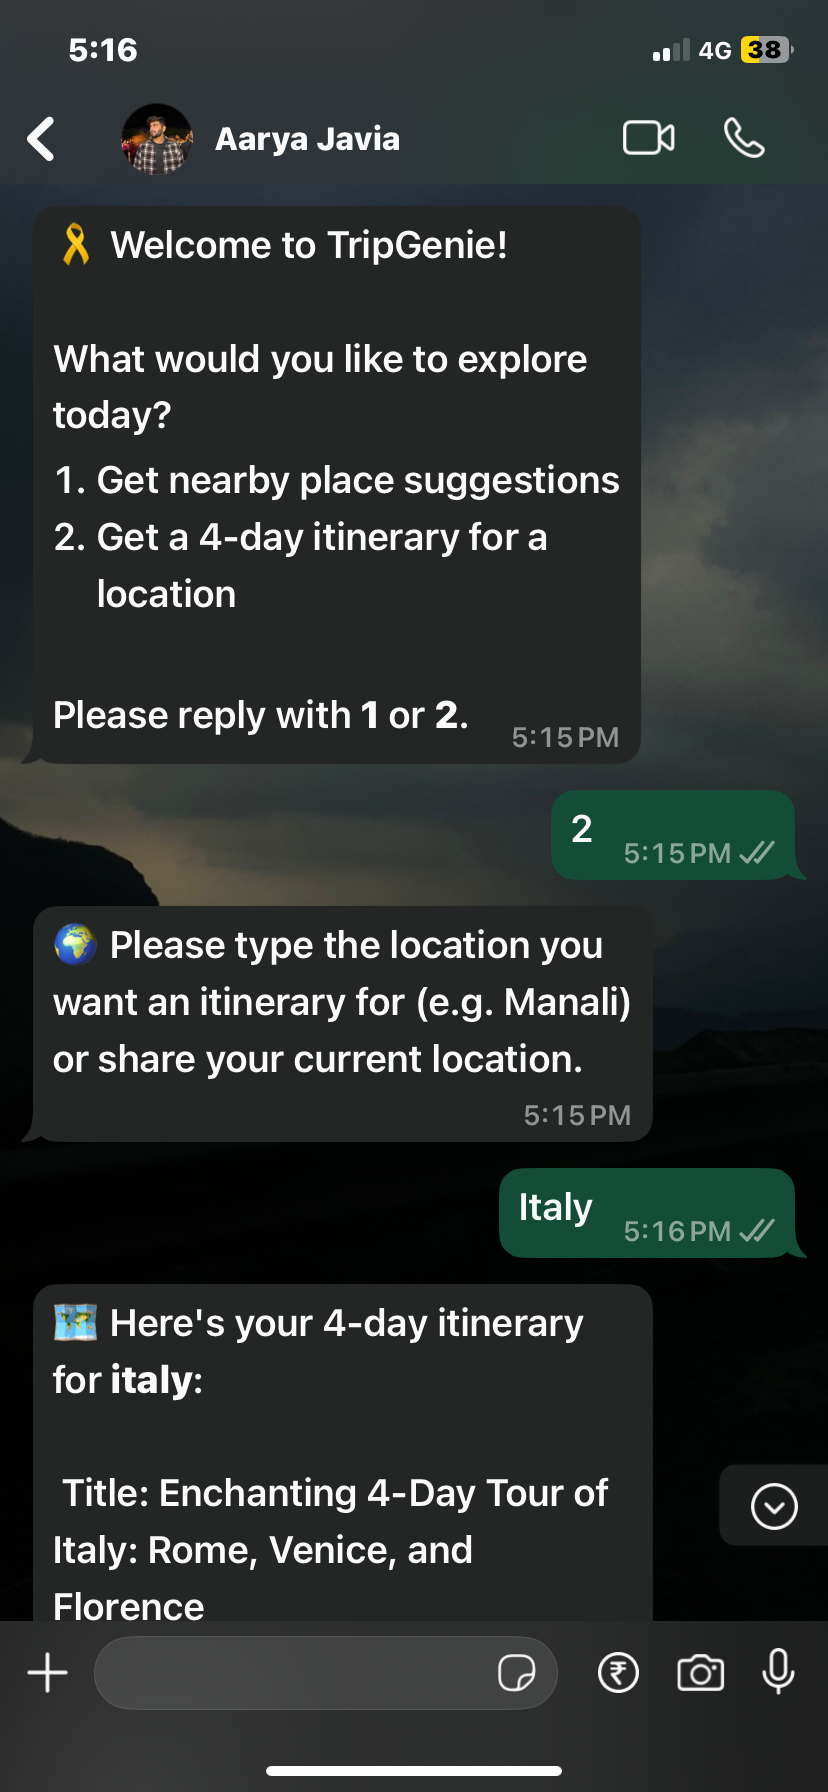 5:16
4G 38
Aarya Javia
🎗️ Welcome to TripGenie!
What would you like to explore
today?
1. Get nearby place suggestions
2. Get a 4-day itinerary for a
location
Please reply with 1 or 2.
5:15 PM
2
5:15 PM
🌍 Please type the location you
want an itinerary for (e.g. Manali)
or share your current location.
5:15 PM
Italy
5:16 PM
🗺️ Here's your 4-day itinerary
for italy:
Title: Enchanting 4-Day Tour of
Italy: Rome, Venice, and
Florence